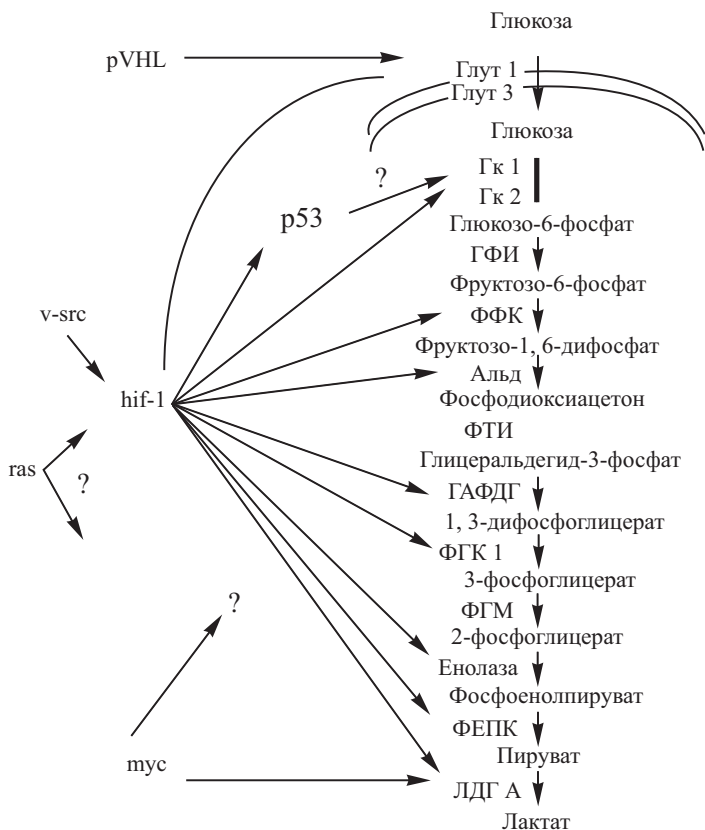 Глюкоза
pVHL
Глут 1
Глут 3
Глюкоза
?
Гк 1
Гк 2
p53
Глюкозо-6-фосфат
ГФИ
Фруктозо-6-фосфат
v-src
ФФК
Фруктозо-1, 6-дифосфат
Альд
hif-1
Фосфодиоксиацетон
ФТИ
Глицеральдегид-3-фосфат
ras
?
ГАФДГ
1, 3-дифосфоглицерат
ФГК 1
3-фосфоглицерат
?
ФГМ
2-фосфоглицерат
Енолаза
Фосфоенолпируват
ФЕПК
Пируват
myc
ЛДГ А
Лактат